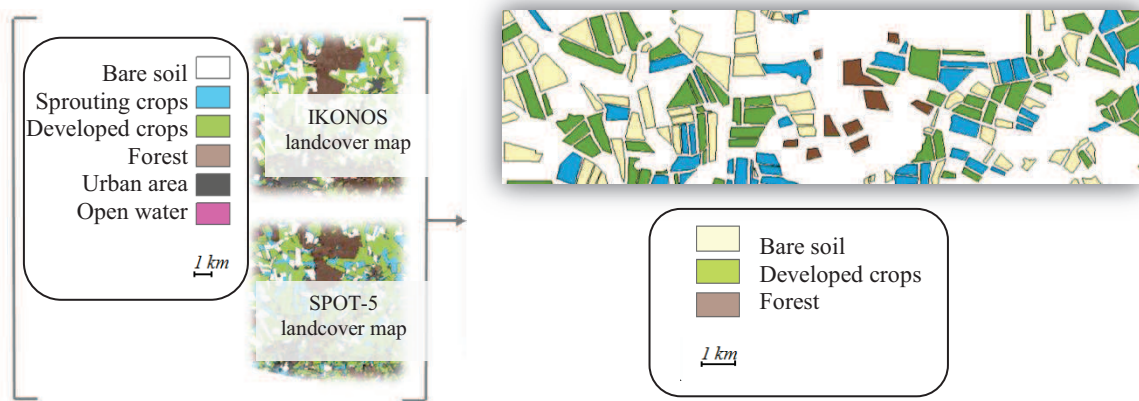 Bare soil
Sprouting crops
Developed crops
Forest
Urban area
Open water
1 km
IKONOS
landcover map
SPOT-5
landcover map
Bare soil
Developed crops
Forest
1 km